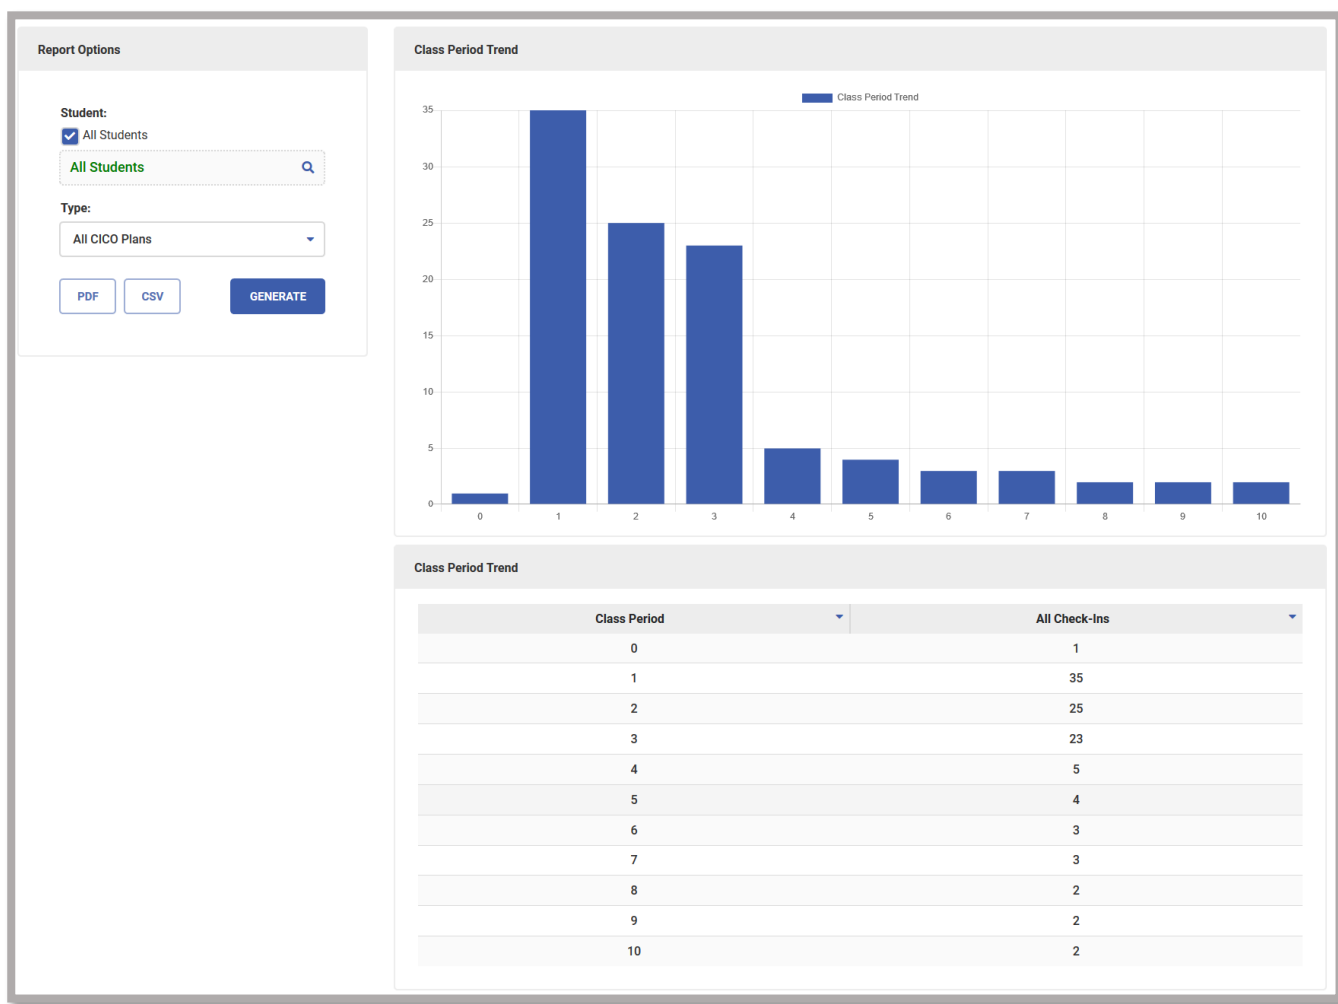 Report Options
Student:
All Students
All Students
Type:
All CICO Plans
PDF CSV GENERATE
Class Period Trend
Class Period Trend
35
30
25
20
15
10
5
0
0 1 2 3 4 5 6 7 8 9 10
Class Period Trend
Class Period All Check-Ins
0 1
1 35
2 25
3 23
4 5
5 4
6 3
7 3
8 2
9 2
10 2